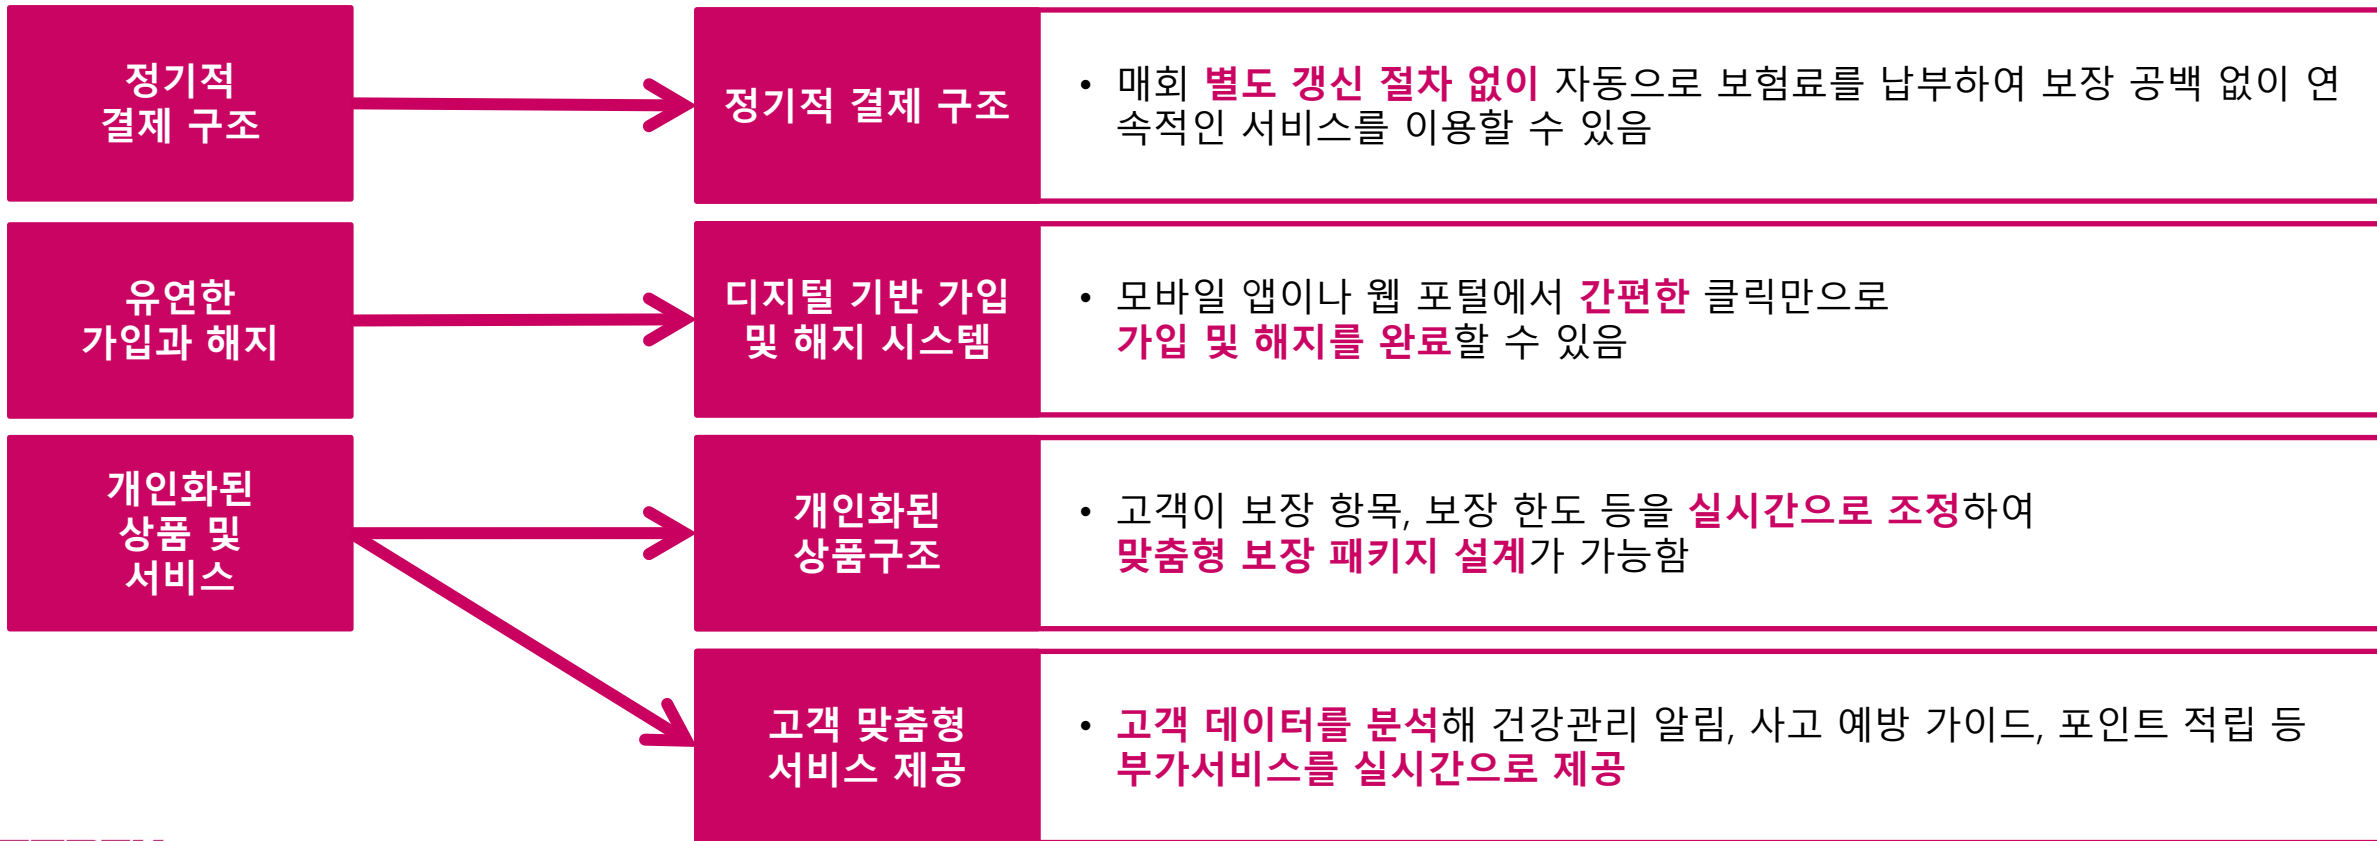 정기적
결제 구조
정기적 결제 구조
• 매회 별도 갱신 절차 없이 자동으로 보험료를 납부하여 보장 공백 없이 연
속적인 서비스를 이용할 수 있음
유연한
가입과 해지
디지털 기반 가입
및 해지 시스템
• 모바일 앱이나 웹 포털에서 간편한 클릭만으로
가입 및 해지를 완료할 수 있음
개인화된
상품 및
서비스
개인화된
상품구조
• 고객이 보장 항목, 보장 한도 등을 실시간으로 조정하여
맞춤형 보장 패키지 설계가 가능함
고객 맞춤형
서비스 제공
• 고객 데이터를 분석해 건강관리 알림, 사고 예방 가이드, 포인트 적립 등
부가서비스를 실시간으로 제공